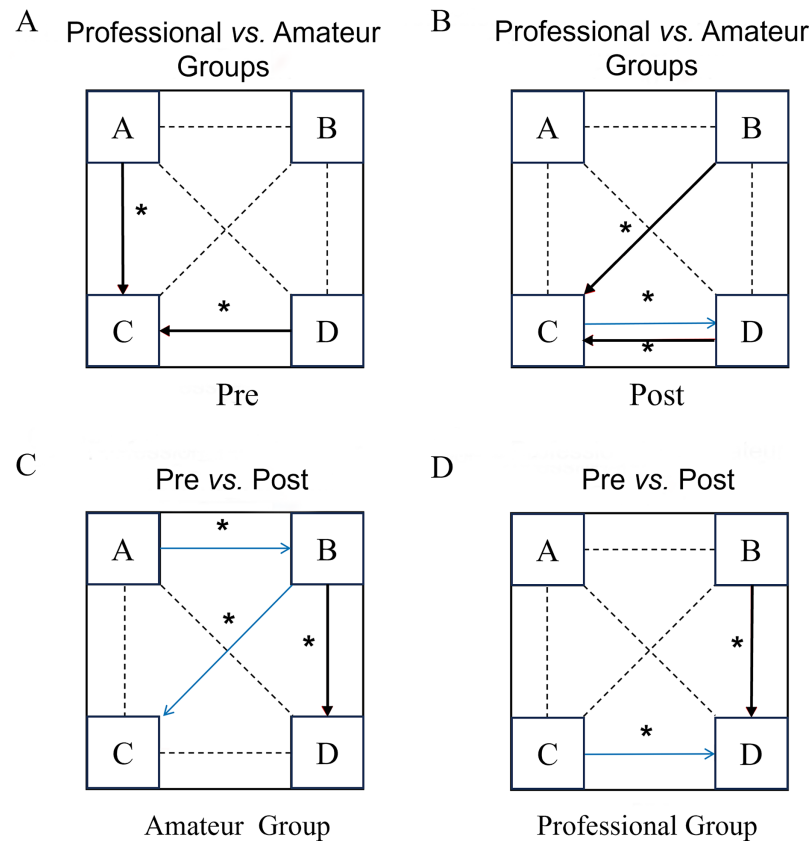 A
Professional vs. Amateur
Groups
A
B
*
*
C
D
Pre
B
Professional vs. Amateur
Groups
A
B
*
*
C
D
*
Post
C
Pre vs. Post
*
A
B
*
*
C
D
Amateur Group
D
Pre vs. Post
A
B
*
*
C
D
Professional Group